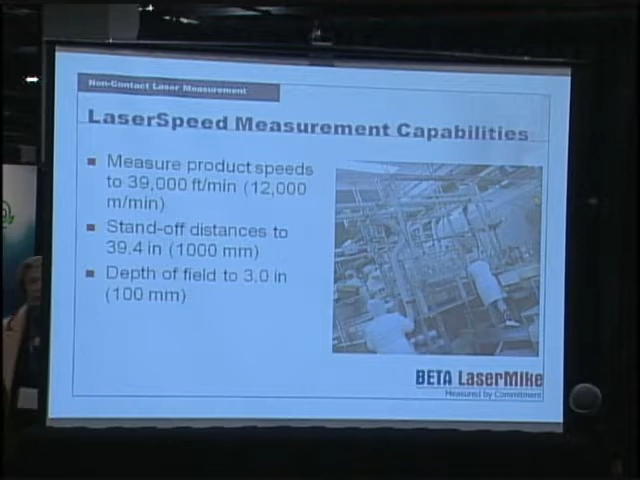 Non-Contact Laser Measurement
LaserSpeed Measurement Capabilities
Measure product speeds
to 39,000 ft/min (12,000
m/min)
Stand-off distances to
39.4 in (1000 mm)
Depth of field to 3.0 in
(100 mm)
BETA LaserMike
Measured by Commitment